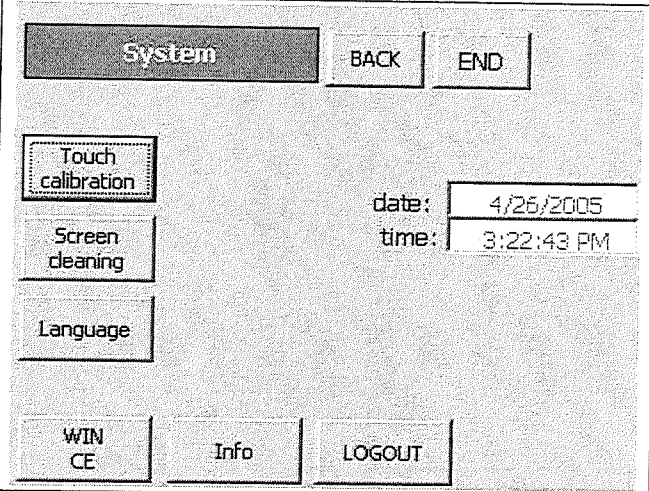 System
BACK
END
Touch
calibration
date: 4/26/2005
Screen
cleaning
time: 3:22:43 PM
Language
WIN
CE
Info
LOGOUT